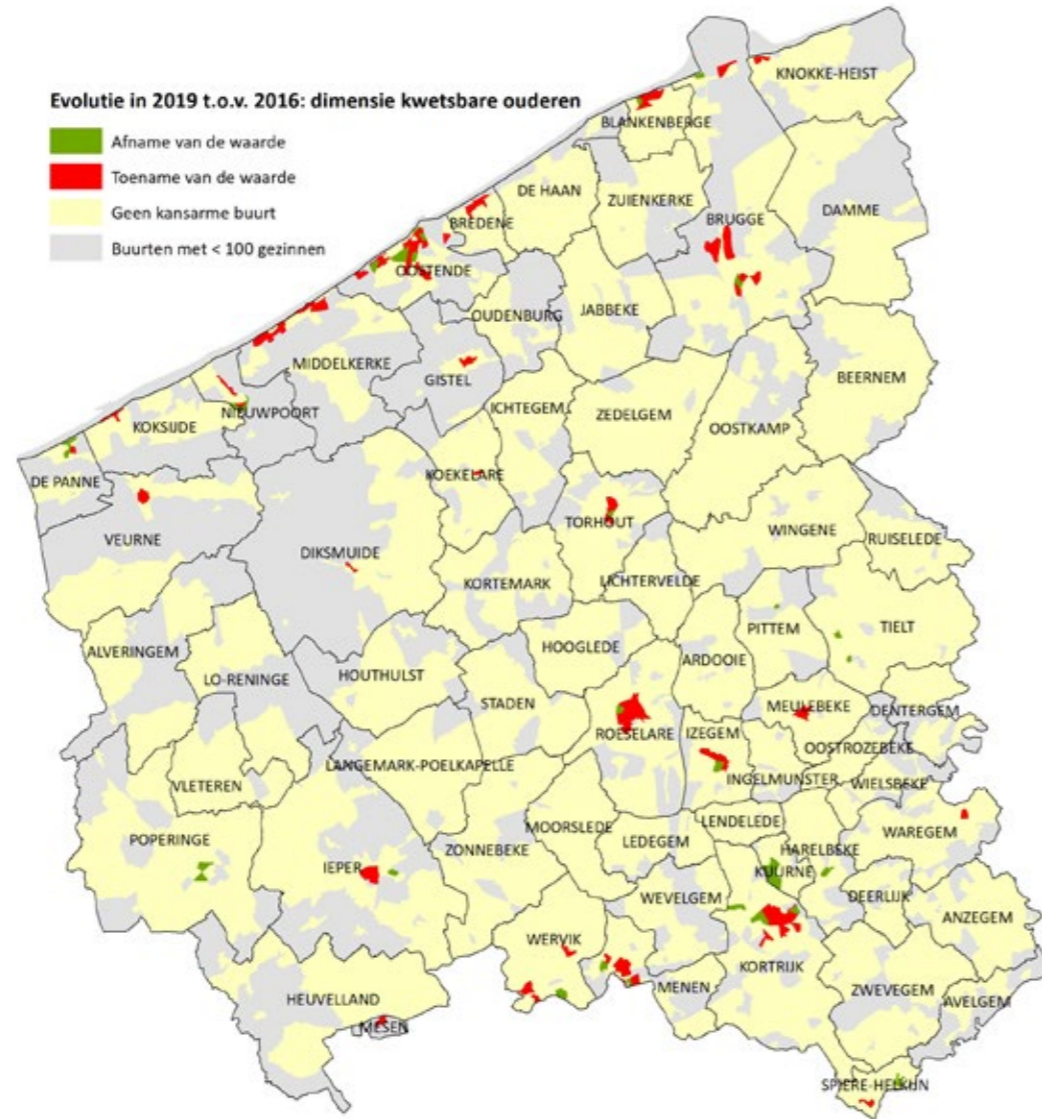 Evolutie in 2019 t.o.v. 2016: dimensie kwetsbare ouderen
Afname van de waarde
Toename van de waarde
Geen kansarme buurt
Buurten met < 100 gezinnen
KNOKKE-HEIST
BLANKENBERGE
DE HAAN
ZUIENKERKE
BRUGGE
DAMME
BREDENE
OOSTENDE
OUDENBURG
JABBEKE
MIDDELKERKE
GISTEL
BEERNEM
NIEUWPOORT
ICHTEGEM
ZEDELGEM
OOSTKAMP
KOKSIJDE
KOEKELARE
DE PANNE
TORHOUT
WINGENE
RUISELEDE
VEURNE
DIKSMUIDE
KORTEMARK
LICHTERVELDE
PITTEM
TIELT
ALVERINGEM
LO-RENINGE
HOUTHULST
HOOGLEDE
ARDOOIE
STADEN
MEULEBEKE
DENTERGEM
ROESELARE
IZEGEM
OOSTROZEBEKE
LANGEMARK-POELKAPELLE
INGELMUNSTER
WIELSBEKE
VLETEREN
MOORSLEDE
LENDELEDE
POPERINGE
IEPER
ZONNEBEKE
LEDEGEM
HARELBEKE
WAREGEM
KUURNE
WEVELGEM
DEERLIJK
ANZEGEM
WERVIK
KORTRIJK
MENEN
HEUVELLAND
ZWEVEGEM
AVELGEM
MESEN
SPIERE-HELKIJN